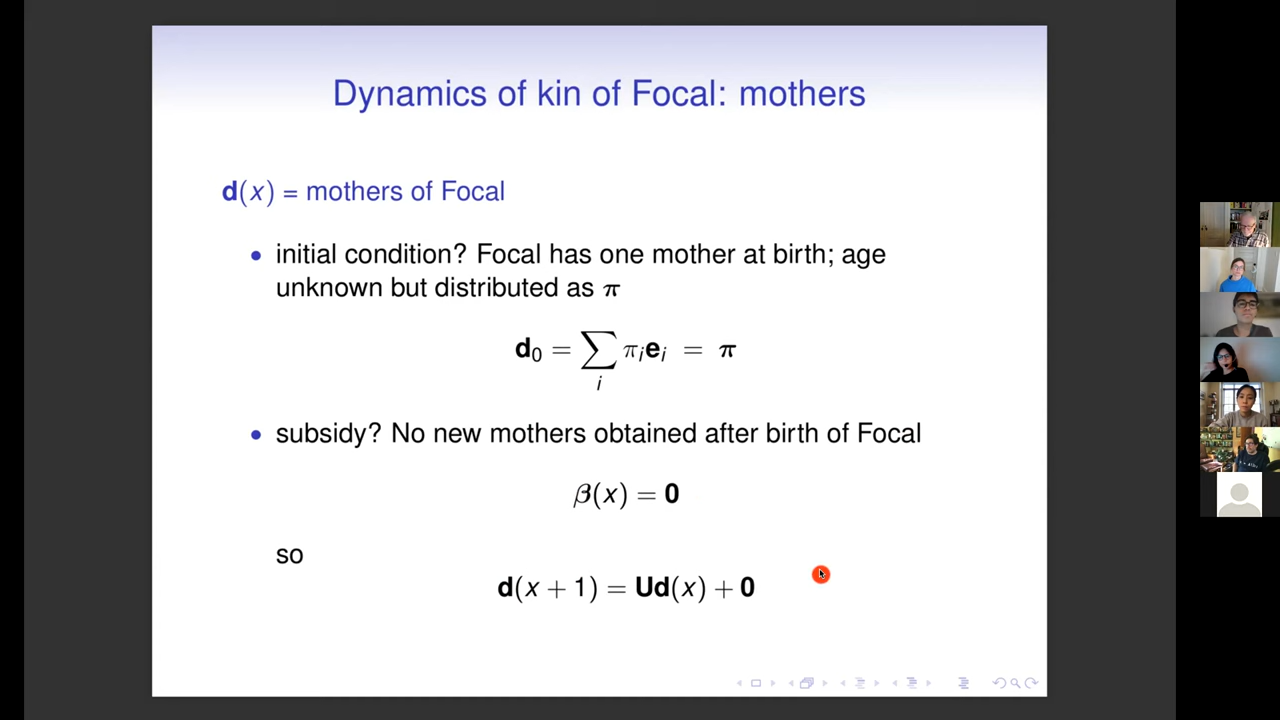 Dynamics of kin of Focal: mothers
d(x) = mothers of Focal
• initial condition? Focal has one mother at birth; age
unknown but distributed as π
d₀ = ∑ᵢ πᵢeᵢ = π
• subsidy? No new mothers obtained after birth of Focal
β(x) = 0
so
d(x + 1) = Ud(x) + 0